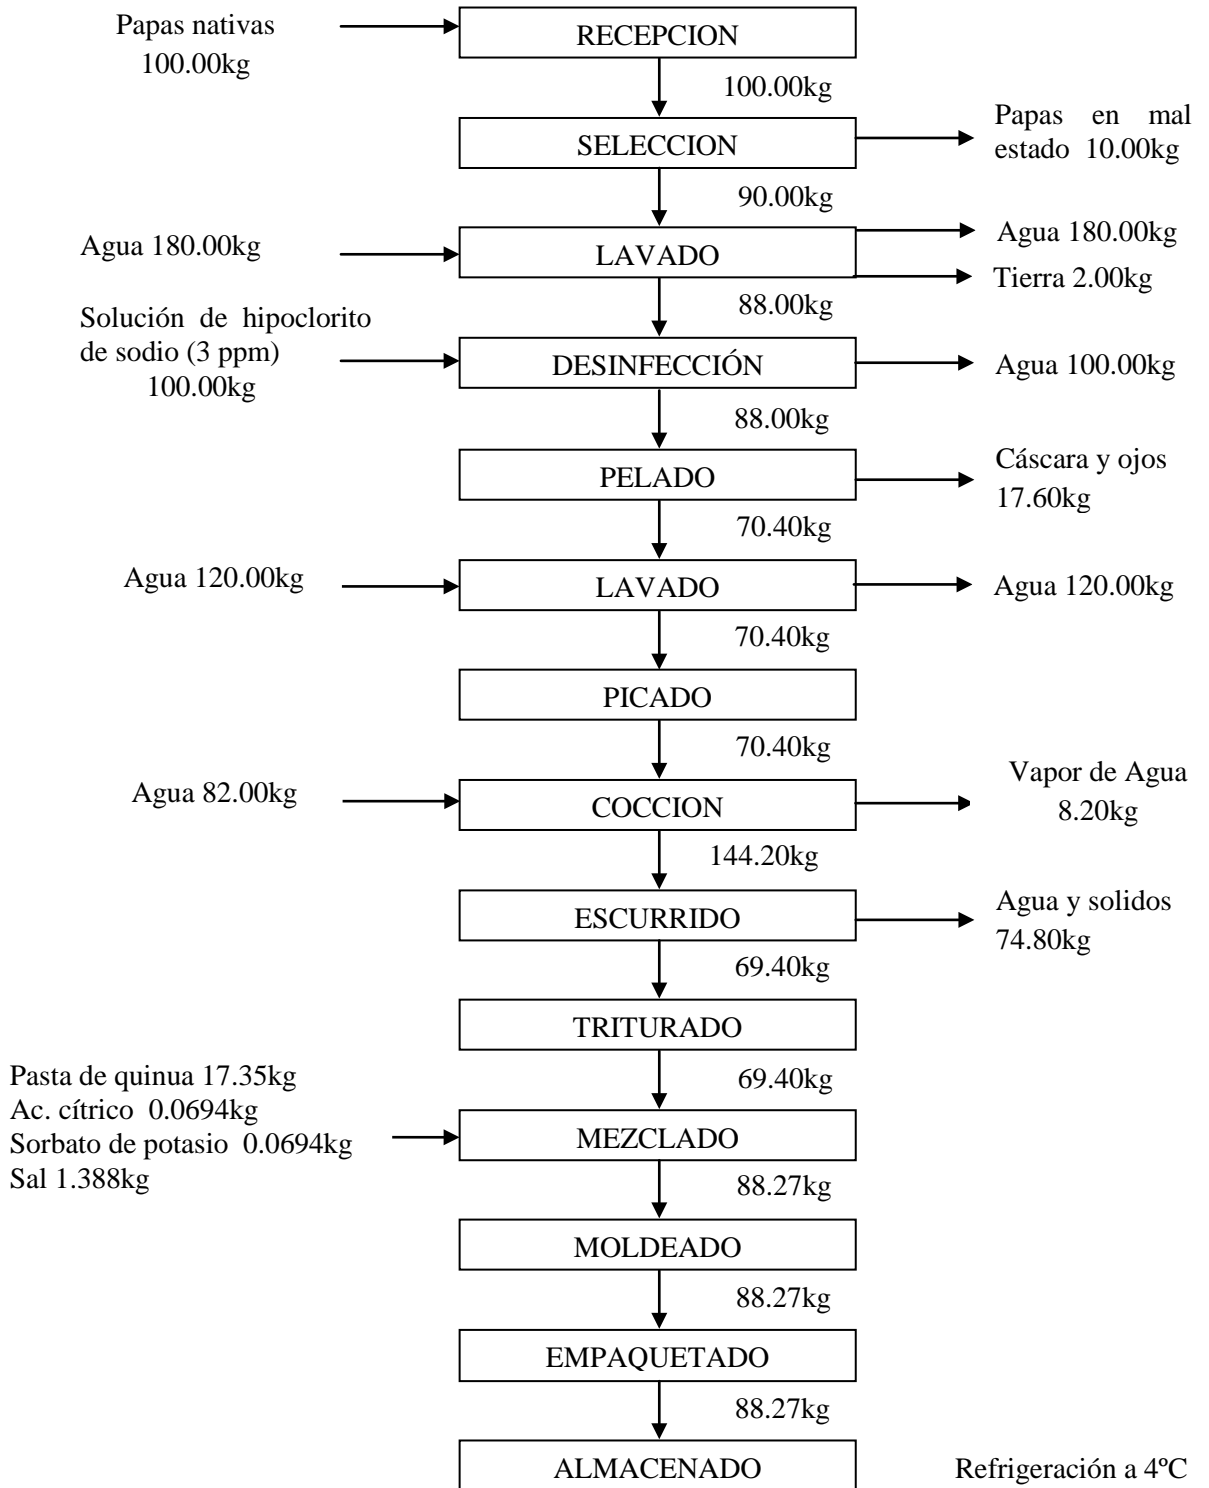 Papas nativas
100.00kg
RECEPCION
100.00kg
SELECCION
Papas en mal
estado 10.00kg
90.00kg
Agua 180.00kg
LAVADO
Agua 180.00kg
Tierra 2.00kg
88.00kg
Solución de hipoclorito
de sodio (3 ppm)
100.00kg
DESINFECCIÓN
Agua 100.00kg
88.00kg
PELADO
Cáscara y ojos
17.60kg
70.40kg
Agua 120.00kg
LAVADO
Agua 120.00kg
70.40kg
PICADO
70.40kg
Agua 82.00kg
COCCION
Vapor de Agua
8.20kg
144.20kg
ESCURRIDO
Agua y solidos
74.80kg
69.40kg
TRITURADO
69.40kg
Pasta de quinua 17.35kg
Ac. cítrico 0.0694kg
Sorbato de potasio 0.0694kg
Sal 1.388kg
MEZCLADO
88.27kg
MOLDEADO
88.27kg
EMPAQUETADO
88.27kg
ALMACENADO
Refrigeración a 4ºC